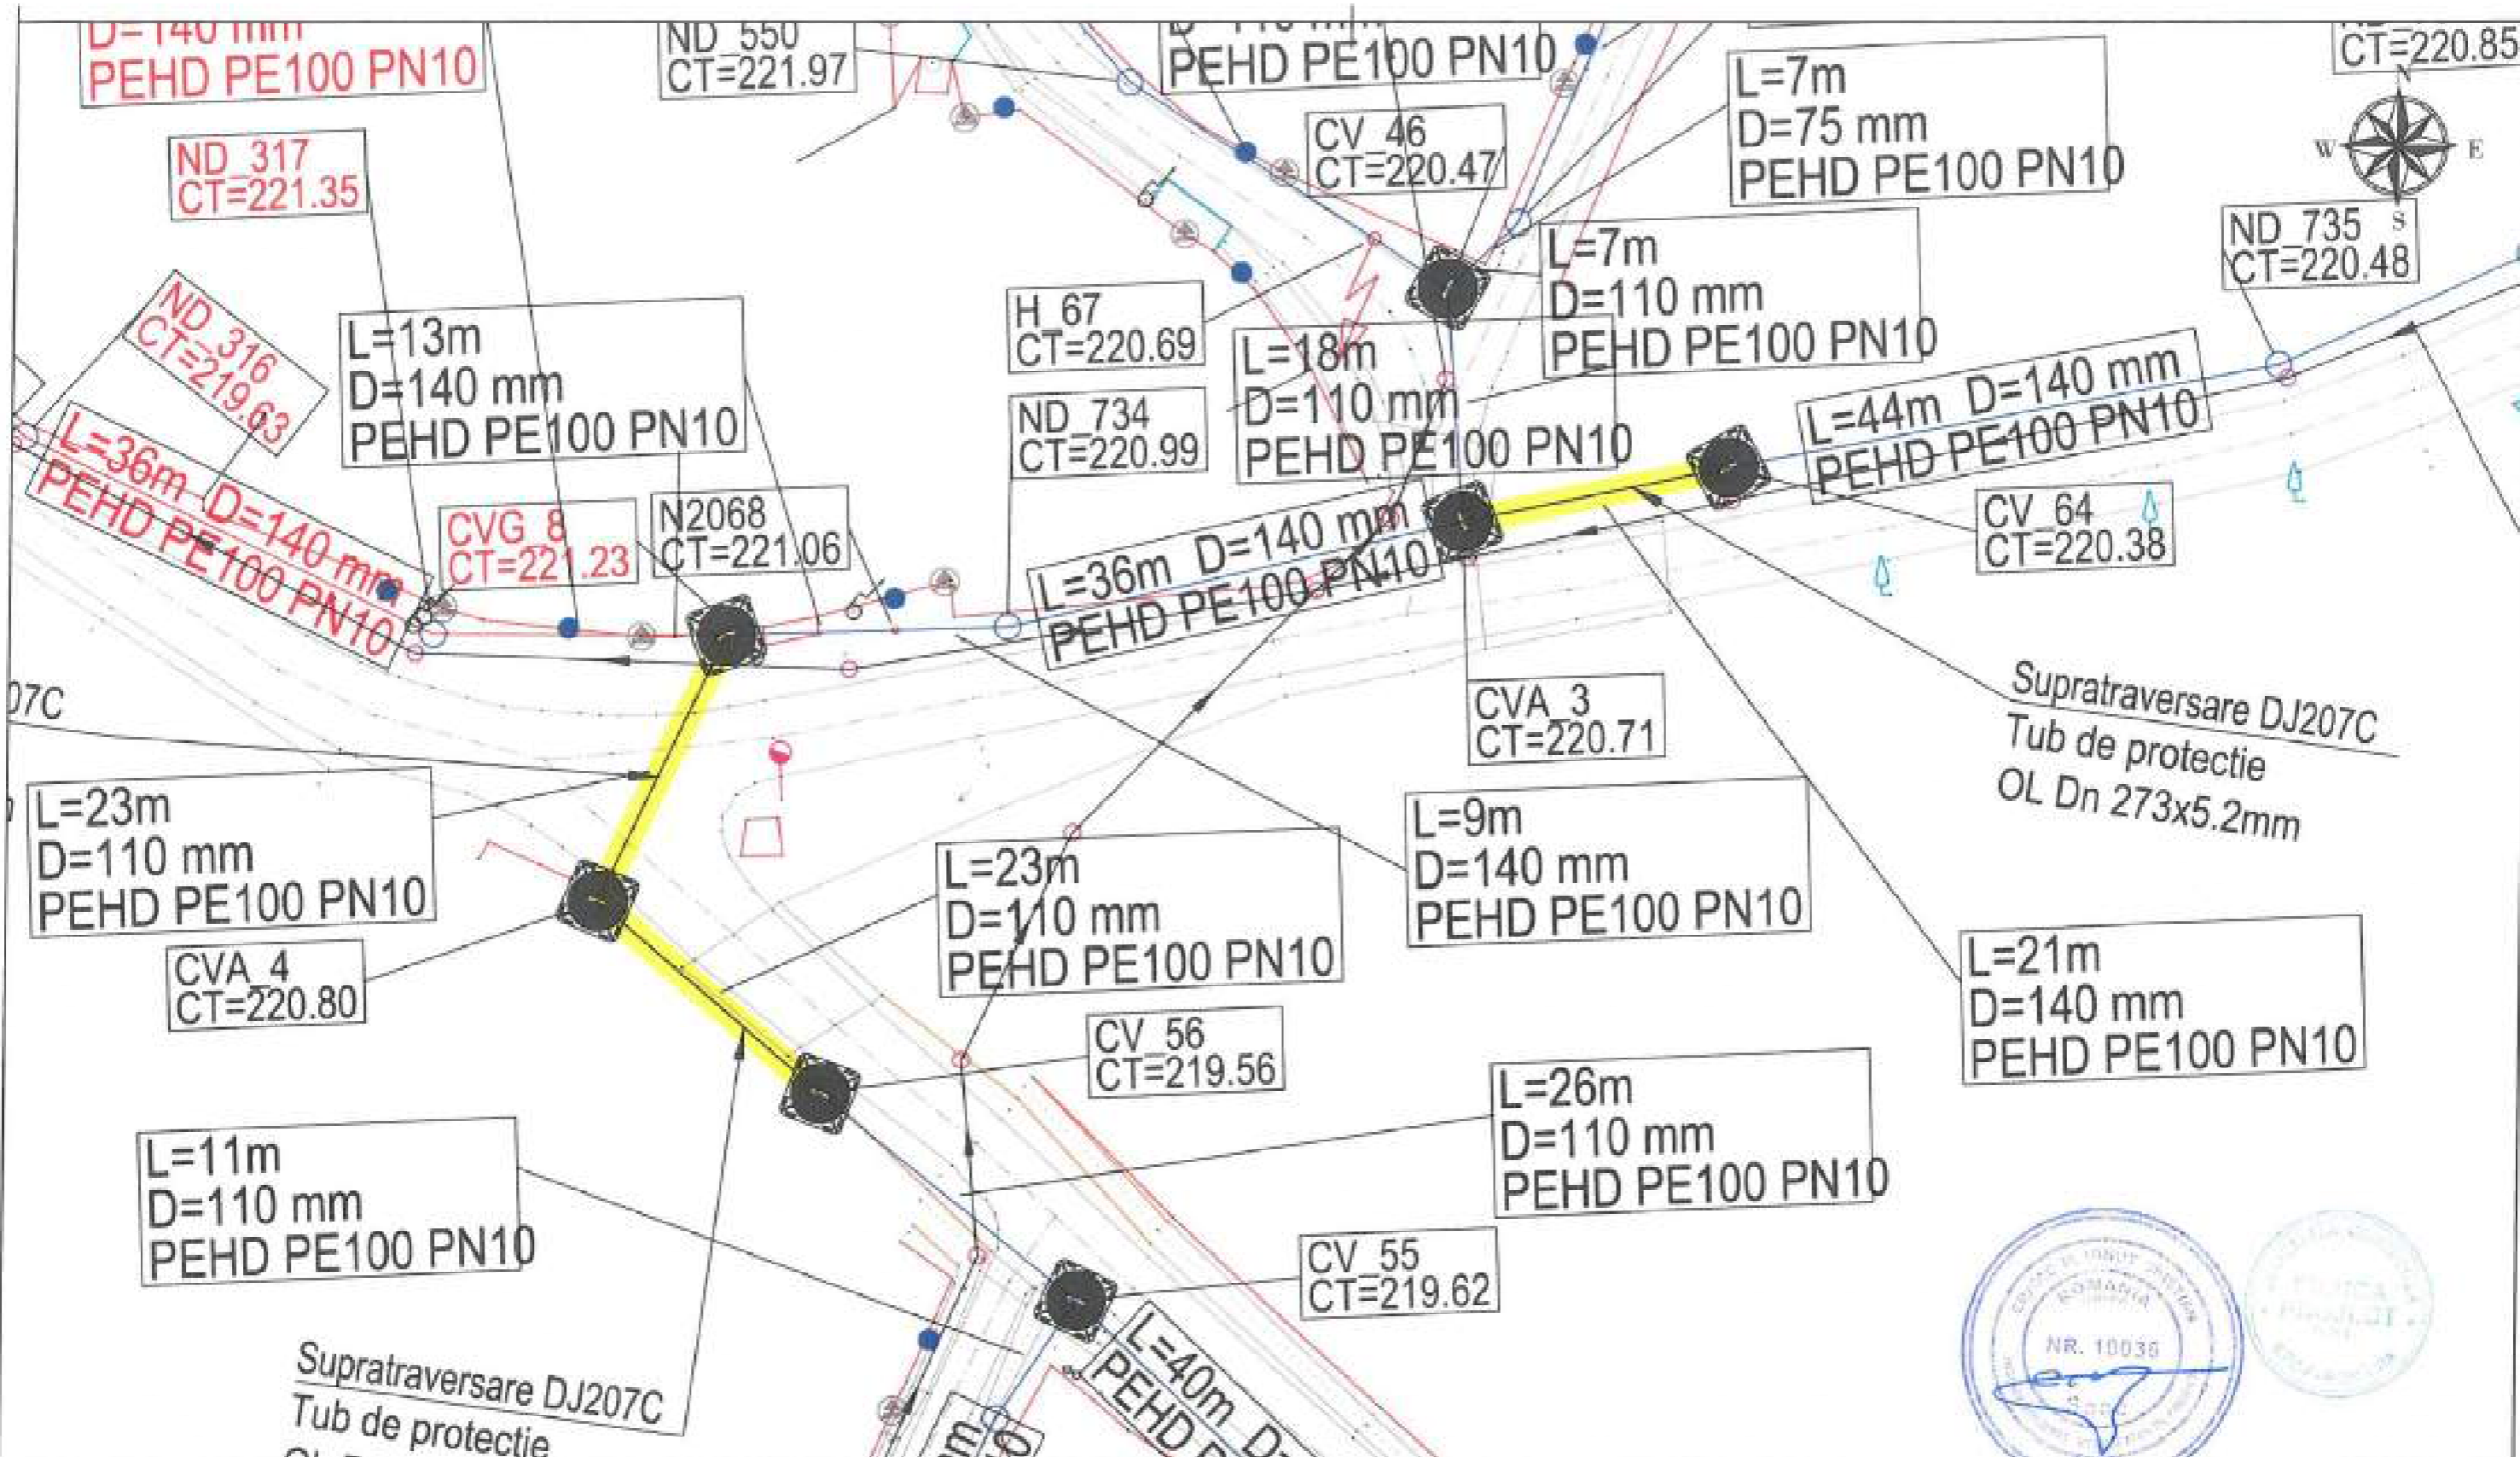 D=140 mm
PEHD PE100 PN10
ND_550
CT=221.97
PEHD PE100 PN10
L=7m
D=75 mm
PEHD PE100 PN10
CT=220.85
N
W
E
S
ND_317
CT=221.35
CV_46
CT=220.47
ND_735
CT=220.48
ND_316
CT=219.63
L=13m
D=140 mm
PEHD PE100 PN10
H_67
CT=220.69
L=7m
D=110 mm
PEHD PE100 PN10
L=18m
D=110 mm
PEHD PE100 PN10
ND_734
CT=220.99
L=44m D=140 mm
PEHD PE100 PN10
L=36m D=140 mm
PEHD PE100 PN10
CVG_8
CT=221.23
N2068
CT=221.06
L=36m D=140 mm
PEHD PE100 PN10
CV_64
CT=220.38
07C
CVA_3
CT=220.71
Supratraversare DJ207C
Tub de protectie
OL Dn 273x5.2mm
L=23m
D=110 mm
PEHD PE100 PN10
L=23m
D=110 mm
PEHD PE100 PN10
L=9m
D=140 mm
PEHD PE100 PN10
CVA_4
CT=220.80
L=21m
D=140 mm
PEHD PE100 PN10
CV_56
CT=219.56
L=26m
D=110 mm
PEHD PE100 PN10
L=11m
D=110 mm
PEHD PE100 PN10
CV_55
CT=219.62
Supratraversare DJ207C
Tub de protectie
L=40m
PEHD
ROMANIA
NR. 10036